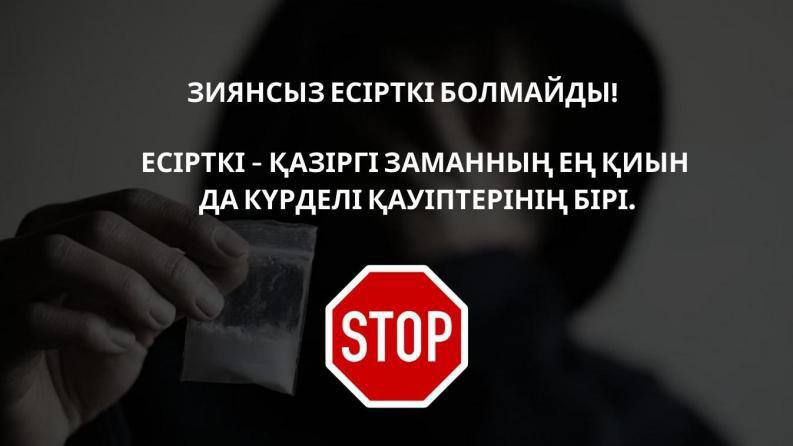 ЗИЯНСЫЗ ЕСІРТКІ БОЛМАЙДЫ!
ЕСІРТКІ - ҚАЗІРГІ ЗАМАННЫҢ ЕҢ ҚИЫН
ДА КҮРДЕЛІ ҚАУІПТЕРІНІҢ БІРІ.
STOP